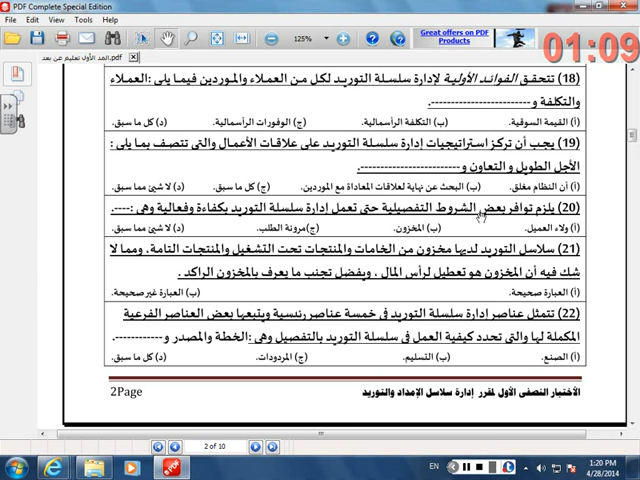 PDF Complete Special Edition
File Edit View Tools Help
125%
Great offers on PDF Products
01:09
المد الأول تعليم عن بعد.pdf
(18) تتحقق الفوائد الأولية لإدارة سلسلة التوريد لكل من العملاء والموردين فيما يلى :العملاء
والتكلفة و-------------------------.
(أ) القيمة السوقية. (ب) التكلفة الرأسمالية. (ج) الوفورات الرأسمالية. (د) كل ما سبق.
(19) يجب أن تركز استراتيجيات إدارة سلسلة التوريد على علاقات الأعمال والتى تتصف بما يلى :
الأجل الطويل و التعاون و-------------------------.
(أ) أن النظام مغلق. (ب) البحث عن نهاية لعلاقات المعاداة مع الموردين. (ج) كل ما سبق. (د) لا شىء مما سبق.
(20) يلزم توافر بعض الشروط التفصيلية حتى تعمل إدارة سلسلة التوريد بكفاءة وفعالية وهى :----.
(أ) ولاء العميل. (ب) المخزون. (ج) مرونة الطلب. (د) لا شىء مما سبق.
(21) سلاسل التوريد لديها مخزون من الخامات والمنتجات تحت التشغيل والمنتجات التامة، ومما لا
شك فيه أن المخزون هو تعطيل لرأس المال ، ويفضل تجنب ما يعرف بالمخزون الراكد .
(أ) العبارة صحيحة. (ب) العبارة غير صحيحة.
(22) تتمثل عناصر إدارة سلسلة التوريد فى خمسة عناصر رئيسية ويتبعها بعض العناصر الفرعية
المكملة لها والتى تحدد كيفية العمل فى سلسلة التوريد بالتفصيل وهى :الخطة والمصدر و-------------.
(أ) الصنع. (ب) التسليم. (ج) المردودات. (د) كل ما سبق.
الأختبار النصفى الأول لمقرر إدارة سلاسل الإمداد والتوريد 2Page
2 of 10
EN
1:20 PM
4/28/2014